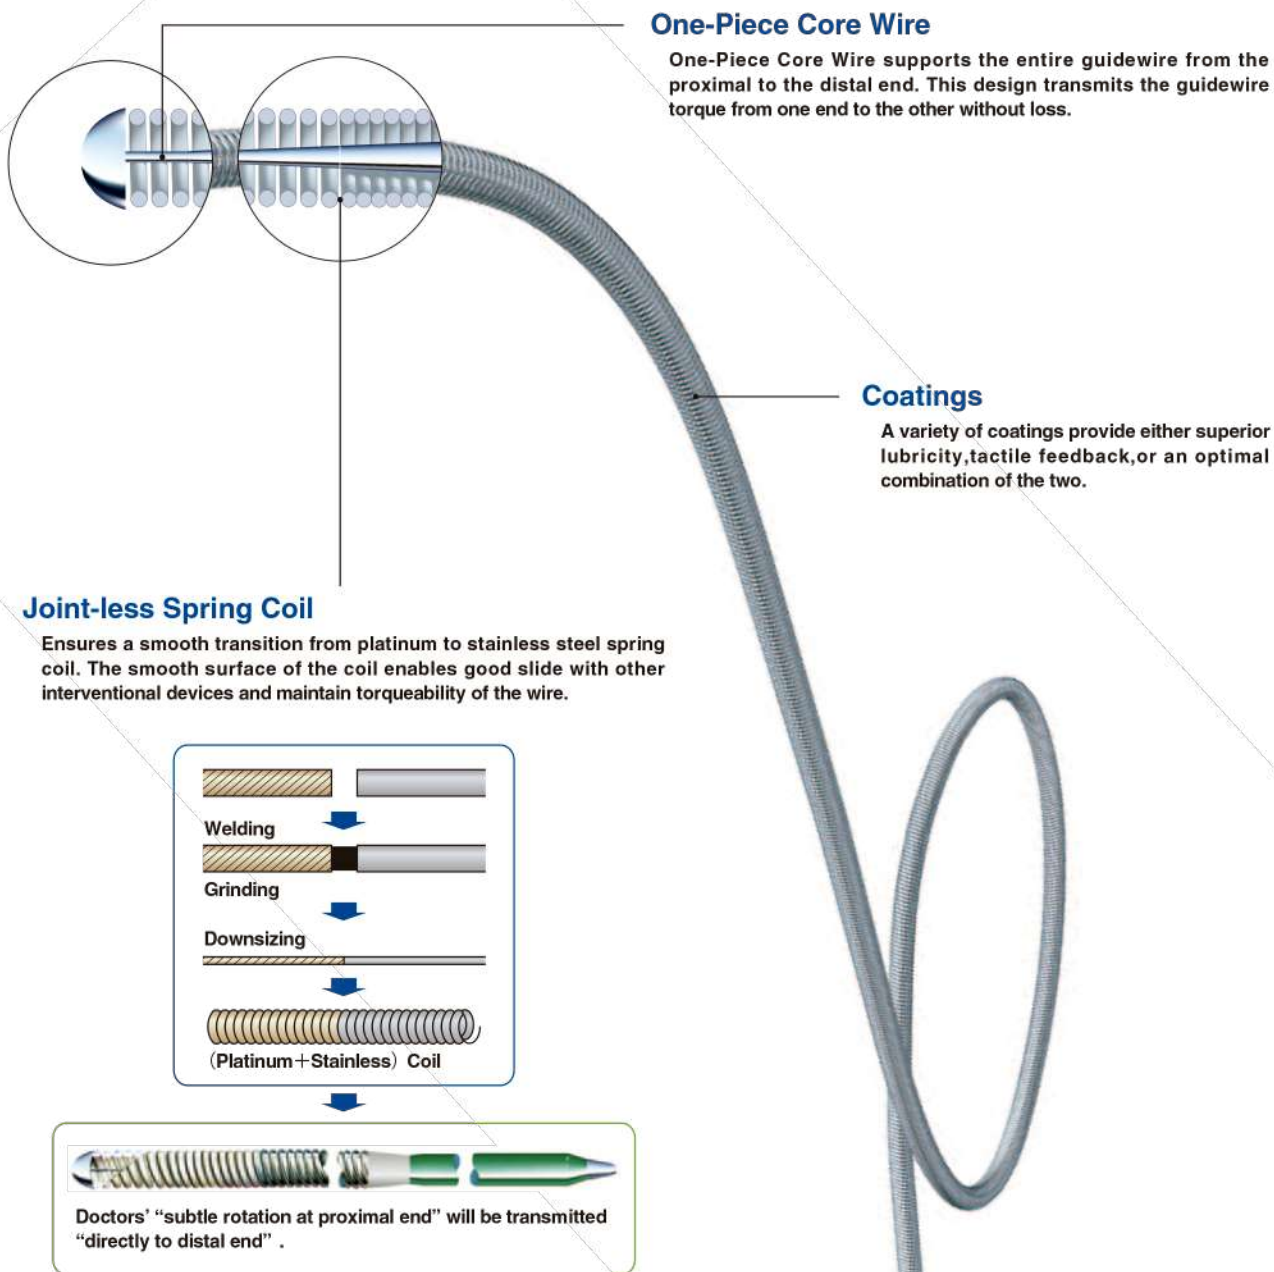 One-Piece Core Wire
One-Piece Core Wire supports the entire guidewire from the
proximal to the distal end. This design transmits the guidewire
torque from one end to the other without loss.
Coatings
A variety of coatings provide either superior
lubricity,tactile feedback,or an optimal
combination of the two.
Joint-less Spring Coil
Ensures a smooth transition from platinum to stainless steel spring
coil. The smooth surface of the coil enables good slide with other
interventional devices and maintain torqueability of the wire.
Welding
Grinding
Downsizing
(Platinum+Stainless) Coil
Doctors' “subtle rotation at proximal end” will be transmitted
“directly to distal end” .